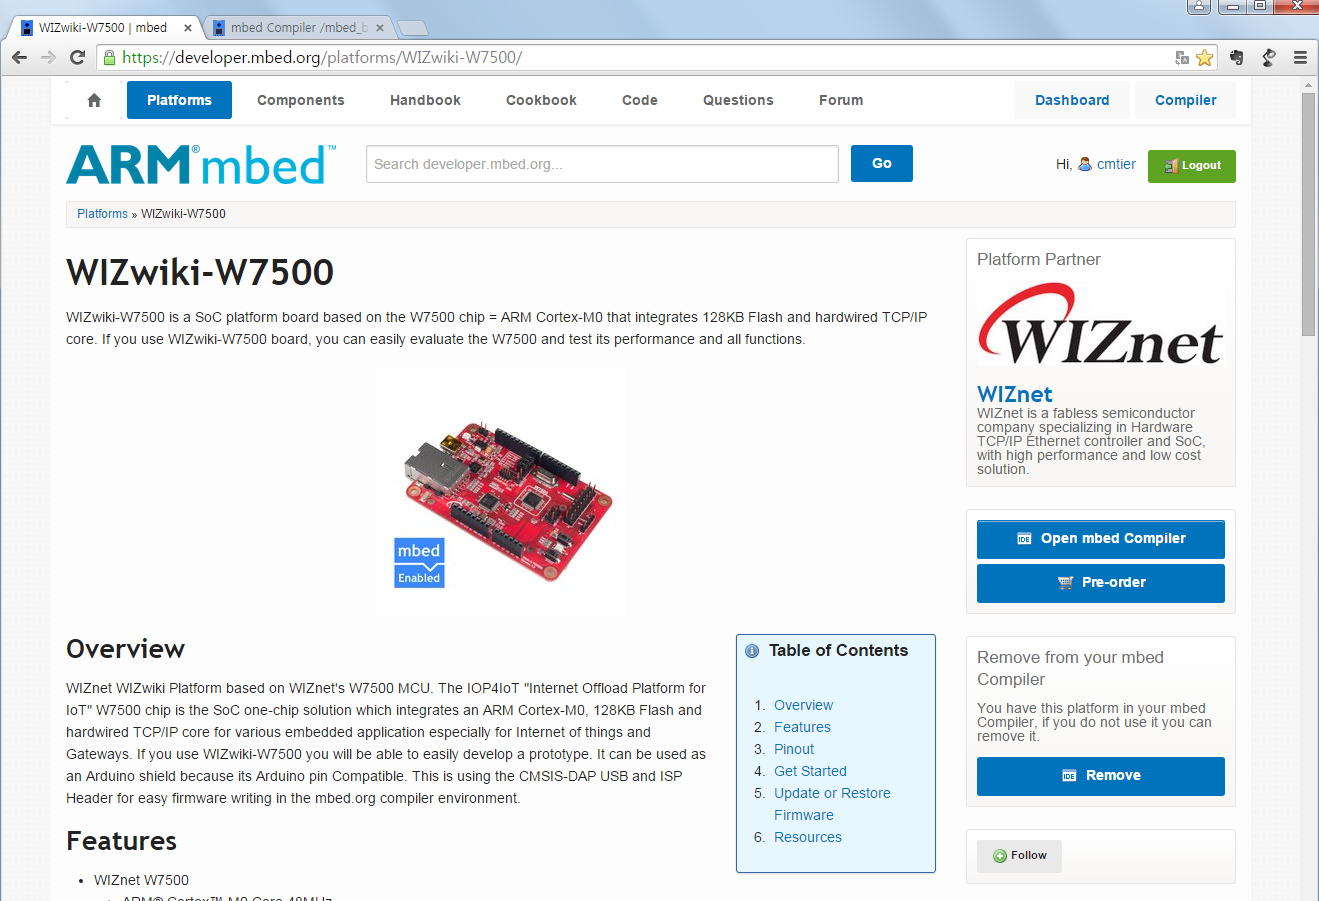 WIZwiki-W7500 | mbed
mbed Compiler /mbed_b
https://developer.mbed.org/platforms/WIZwiki-W7500/
Platforms
Components
Handbook
Cookbook
Code
Questions
Forum
Dashboard
Compiler
ARM®mbed™
Search developer.mbed.org...
Go
Hi, cmtier
Logout
Platforms » WIZwiki-W7500
WIZwiki-W7500
WIZwiki-W7500 is a SoC platform board based on the W7500 chip = ARM Cortex-M0 that integrates 128KB Flash and hardwired TCP/IP
core. If you use WIZwiki-W7500 board, you can easily evaluate the W7500 and test its performance and all functions.
mbed
Enabled
Overview
WIZnet WIZwiki Platform based on WIZnet's W7500 MCU. The IOP4IoT "Internet Offload Platform for
IoT" W7500 chip is the SoC one-chip solution which integrates an ARM Cortex-M0, 128KB Flash and
hardwired TCP/IP core for various embedded application especially for Internet of things and
Gateways. If you use WIZwiki-W7500 you will be able to easily develop a prototype. It can be used as
an Arduino shield because its Arduino pin Compatible. This is using the CMSIS-DAP USB and ISP
Header for easy firmware writing in the mbed.org compiler environment.
Table of Contents
1. Overview
2. Features
3. Pinout
4. Get Started
5. Update or Restore
Firmware
6. Resources
Features
• WIZnet W7500
ARM® Cortex™-M0 Core 48MHz
Platform Partner
WIZnet
WIZnet
WIZnet is a fabless semiconductor
company specializing in Hardware
TCP/IP Ethernet controller and SoC,
with high performance and low cost
solution.
IDE Open mbed Compiler
Pre-order
Remove from your mbed
Compiler
You have this platform in your mbed
Compiler, if you do not use it you can
remove it.
IDE Remove
Follow